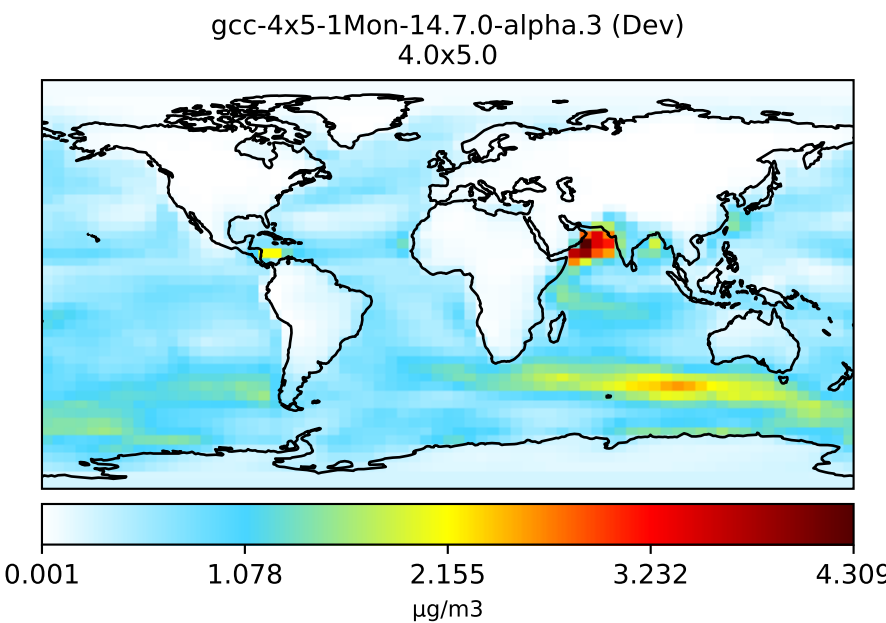 gcc-4x5-1Mon-14.7.0-alpha.3 (Dev)
4.0x5.0
0.001 1.078 2.155 3.232 4.309
μg/m3